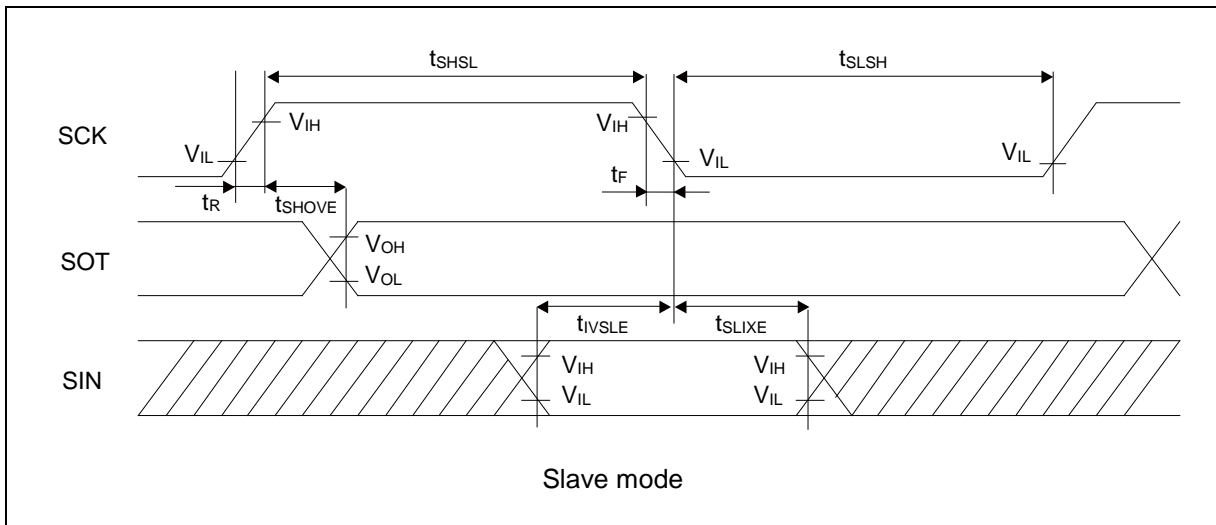 tSHSL
tSLSH
SCK
VIH
VIH
VIL
VIL
VIL
tF
tR
tSHOVE
SOT
VOH
VOL
tIVSLE
tSLIXE
SIN
VIH
VIH
VIL
VIL
Slave mode